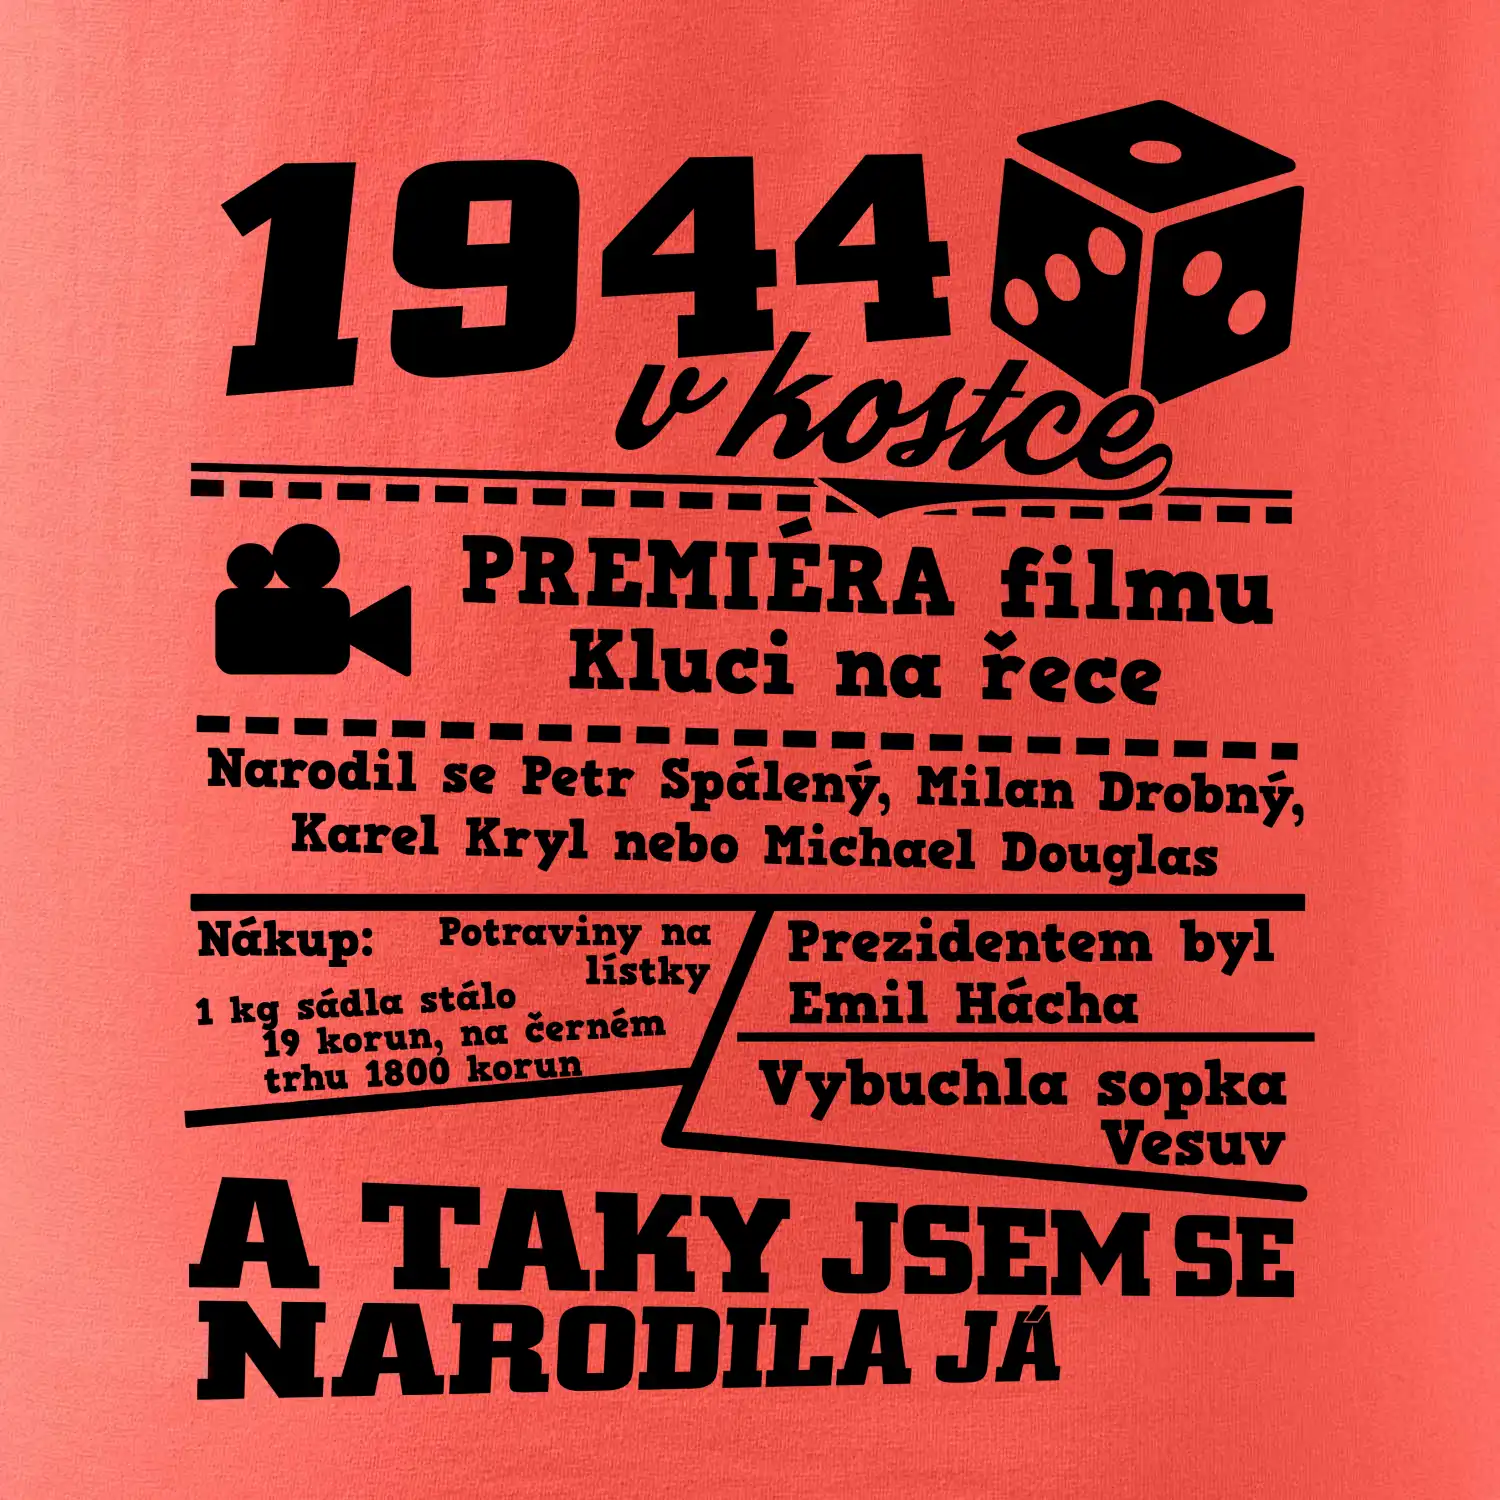 1944
v kostce
PREMIÉRA filmu
Kluci na řece
Narodil se Petr Spálený, Milan Drobný,
Karel Kryl nebo Michael Douglas
Nákup:
Potraviny na
lístky
1 kg sádla stálo
19 korun, na černém
trhu 1800 korun
Prezidentem byl
Emil Hácha
Vybuchla sopka
Vesuv
A TAKY JSEM SE
NARODILA JÁ